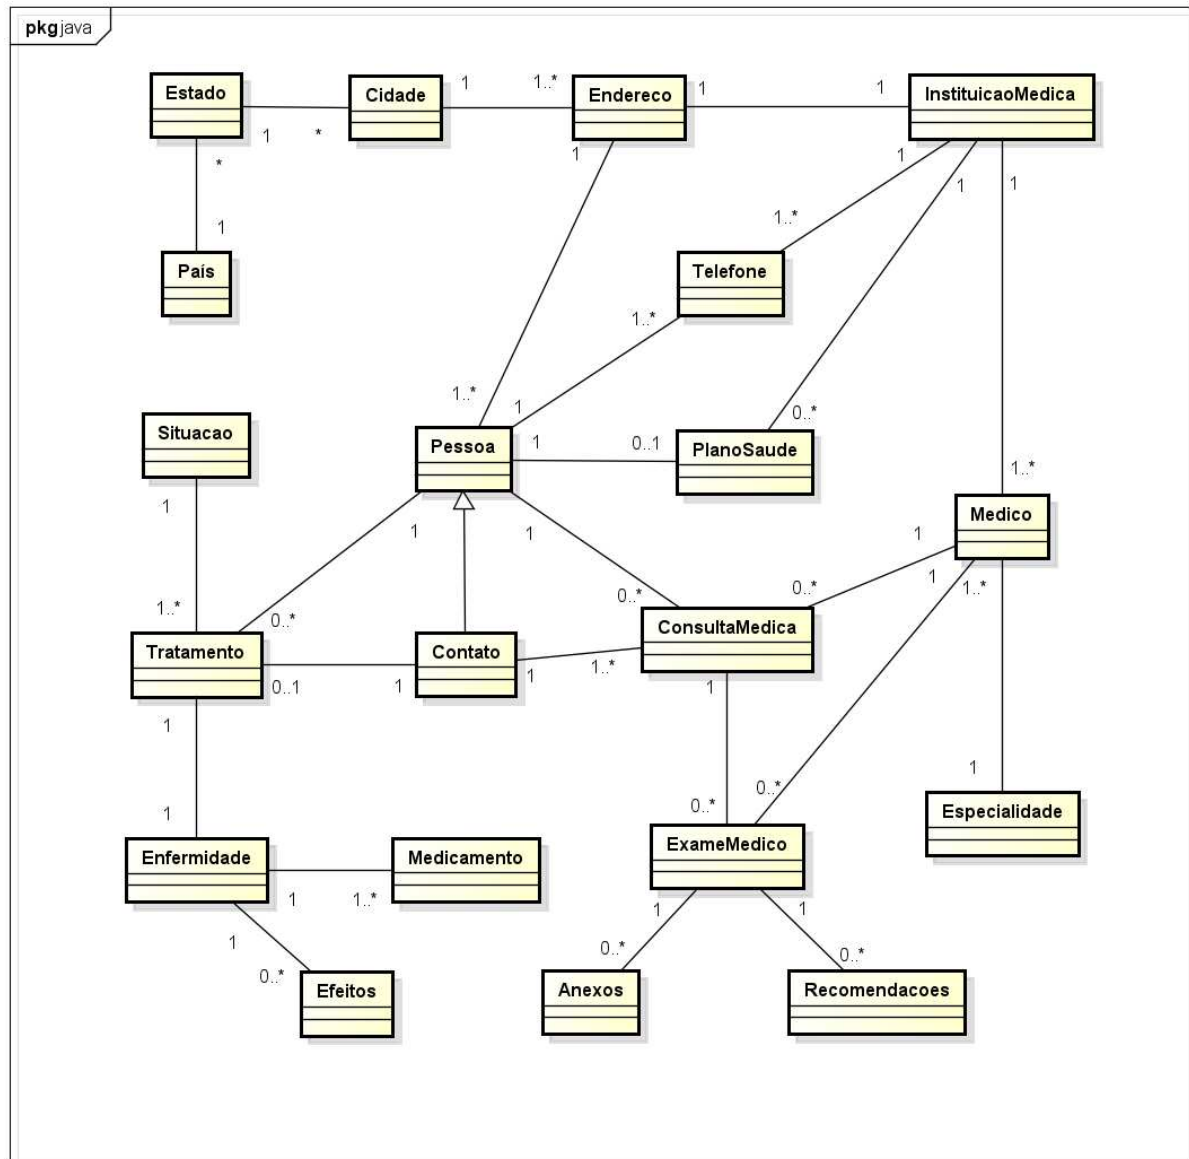 pkg java
Estado
Cidade
1
1..*
Endereco
1
1
InstituicaoMedica
1
*
*
1
1
1
1
1..*
1
País
Telefone
1..*
1..*
1
0..*
Situacao
Pessoa
1
0..1
PlanoSaude
1..*
1
1
1
Medico
1
1
1..*
0..*
0..*
0..*
1..*
ConsultaMedica
Tratamento
0..1
1
Contato
1
1..*
1
1
1
1
0..*
0..*
Especialidade
Enfermidade
1
1..*
Medicamento
ExameMedico
1
0..*
1
1
0..*
0..*
Efeitos
Anexos
Recomendacoes